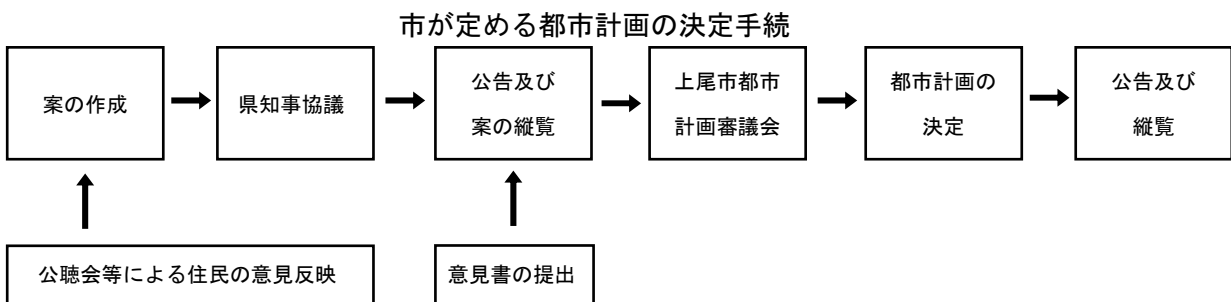 市が定める都市計画の決定手続
案の作成
県知事協議
公告及び
案の縦覧
上尾市都市
計画審議会
都市計画の
決定
公告及び
縦覧
公聴会等による住民の意見反映
意見書の提出